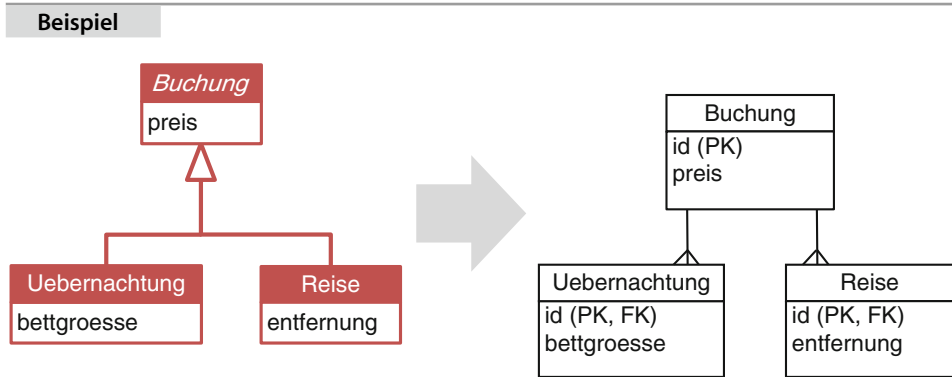 Beispiel
Buchung
preis
Uebernachtung
bettgroesse
Reise
entfernung
Buchung
id (PK)
preis
Uebernachtung
id (PK, FK)
bettgroesse
Reise
id (PK, FK)
entfernung